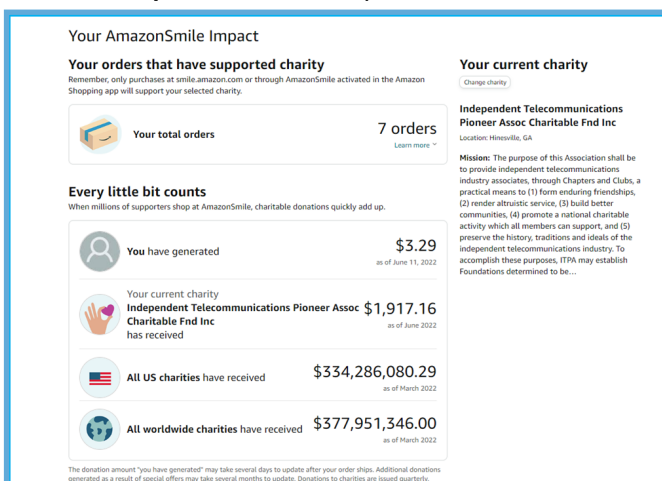 Your AmazonSmile Impact
Your orders that have supported charity
Remember, only purchases at smile.amazon.com or through AmazonSmile activated in the Amazon
Shopping app will support your selected charity.
Your total orders
7 orders
Learn more
Every little bit counts
When millions of supporters shop at AmazonSmile, charitable donations quickly add up.
You have generated
$3.29
as of June 11, 2022
Your current charity
Independent Telecommunications Pioneer Assoc
Charitable Fnd Inc
has received
$1,917.16
as of June 2022
All US charities have received
$334,286,080.29
as of March 2022
All worldwide charities have received
$377,951,346.00
as of March 2022
The donation amount "you have generated" may take several days to update after your order ships. Additional donations
generated as a result of special offers may take several months to update. Donations to charities are issued quarterly.
Your current charity
Change charity
Independent Telecommunications
Pioneer Assoc Charitable Fnd Inc
Location: Hinesville, GA
Mission: The purpose of this Association shall be
to provide independent telecommunications
industry associates, through Chapters and Clubs, a
practical means to (1) form enduring friendships,
(2) render altruistic service, (3) build better
communities, (4) promote a national charitable
activity which all members can support, and (5)
preserve the history, traditions and ideals of the
independent telecommunications industry. To
accomplish these purposes, ITPA may establish
Foundations determined to be...